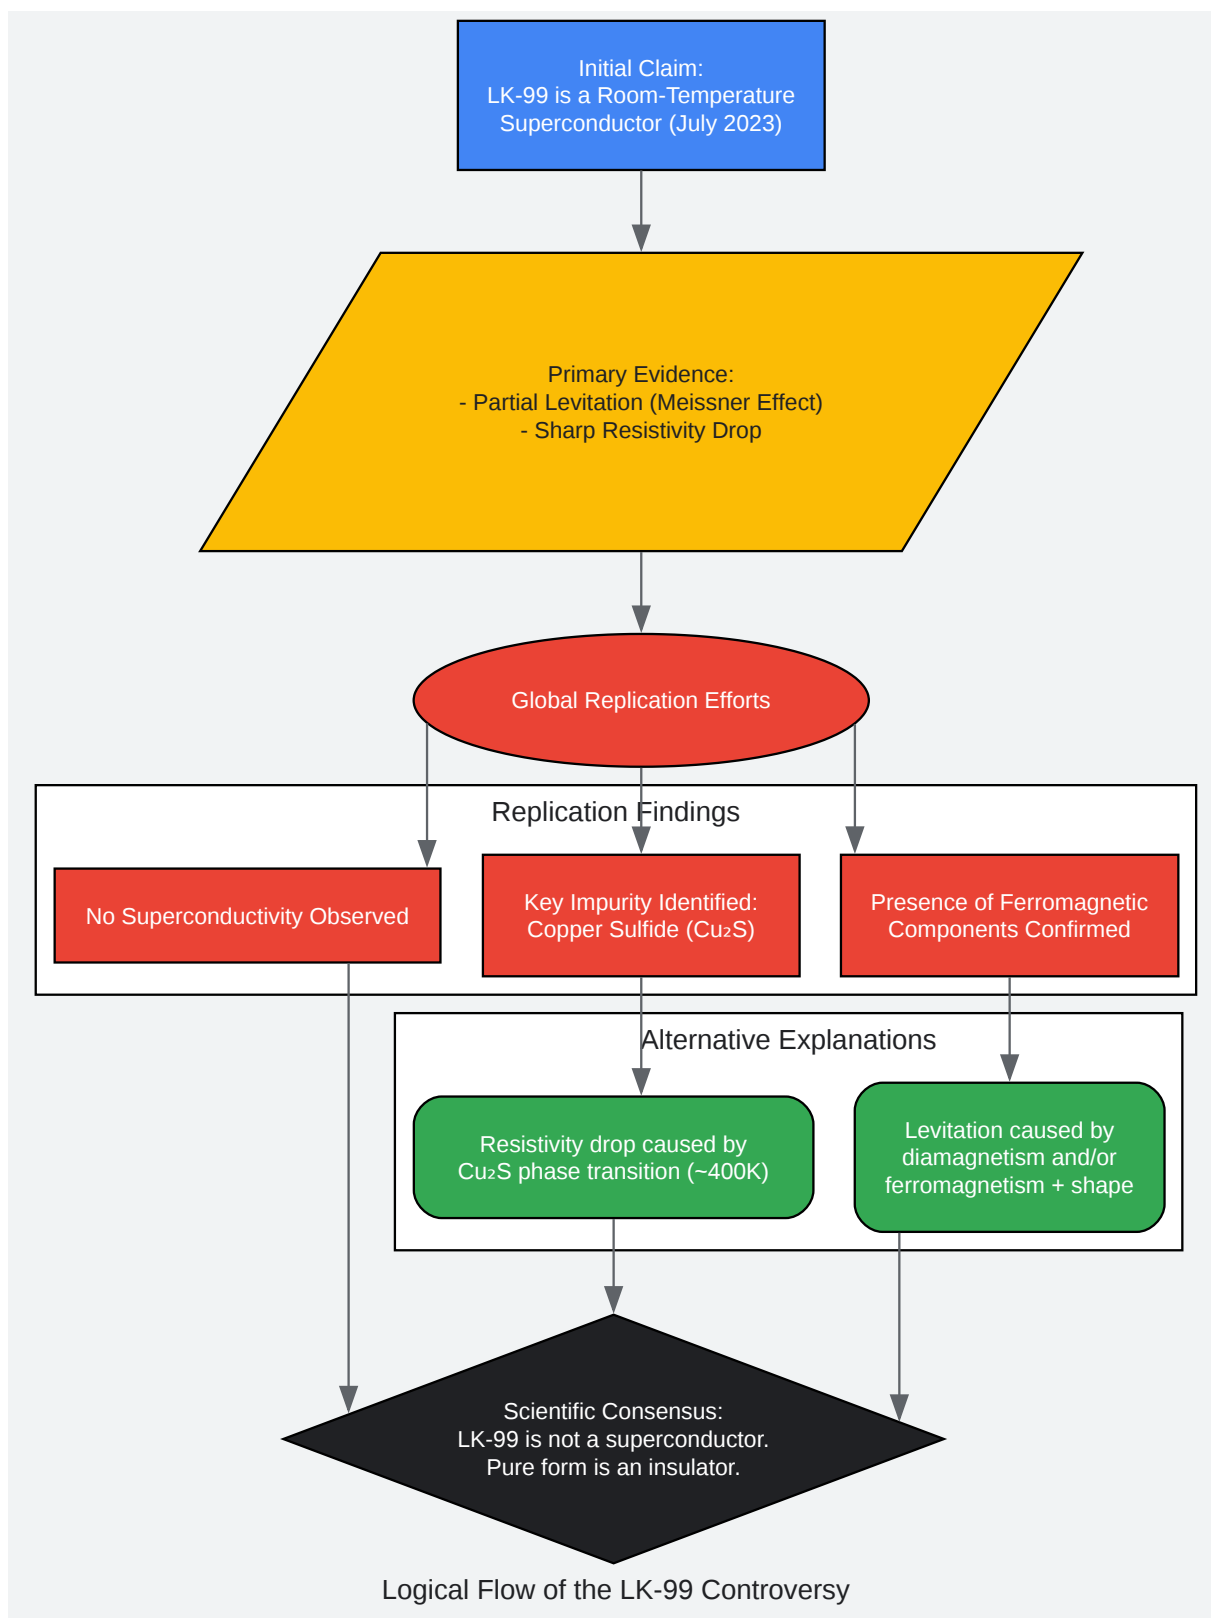 Initial Claim:
LK-99 is a Room-Temperature
Superconductor (July 2023)
Primary Evidence:
- Partial Levitation (Meissner Effect)
- Sharp Resistivity Drop
Global Replication Efforts
Replication Findings
No Superconductivity Observed
Key Impurity Identified:
Copper Sulfide (Cu₂S)
Presence of Ferromagnetic
Components Confirmed
Alternative Explanations
Resistivity drop caused by
Cu₂S phase transition (~400K)
Levitation caused by
diamagnetism and/or
ferromagnetism + shape
Scientific Consensus:
LK-99 is not a superconductor.
Pure form is an insulator.
Logical Flow of the LK-99 Controversy